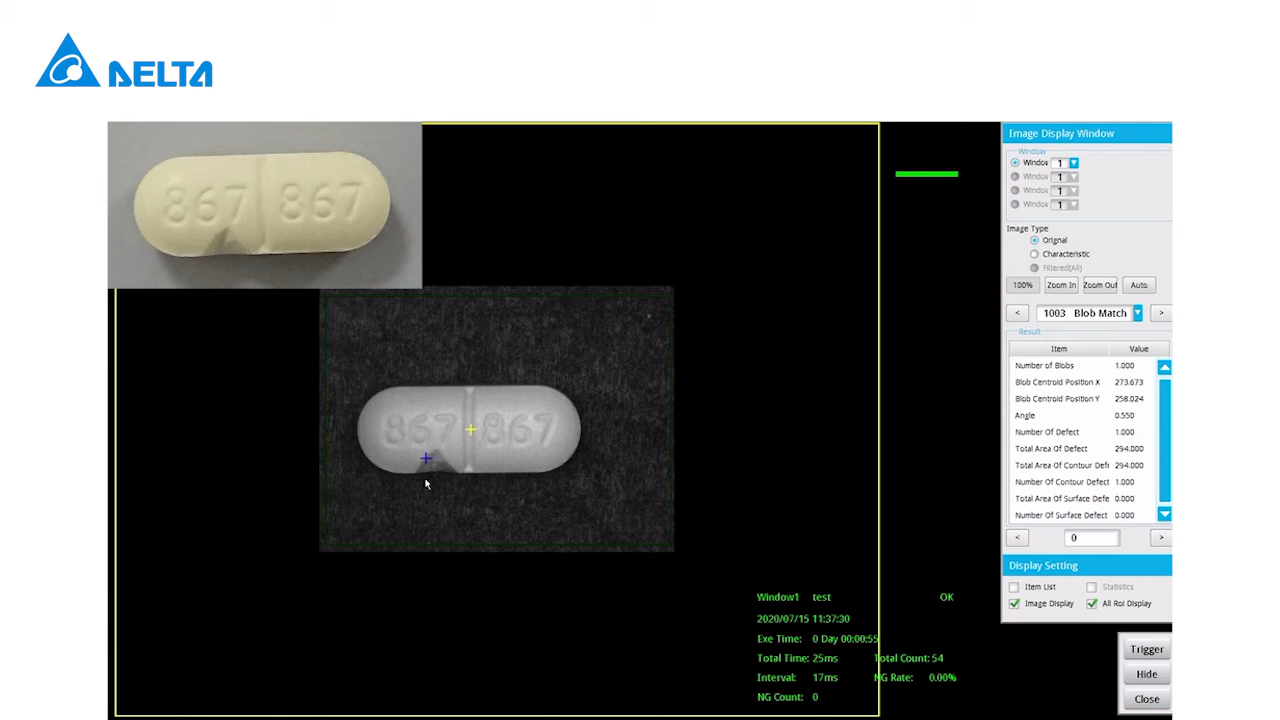 DELTA
867 867
867 867
Image Display Window
Window
Windov 1
Windov 1
Windov 1
Windov 1
Image Type
Orignal
Characteristic
Filtered(All)
100% Zoom In Zoom Out Auto
< 1003 Blob Match >
Result
Item Value
Number of Blobs 1.000
Blob Centroid Position X 273.673
Blob Centroid Position Y 258.024
Angle 0.550
Number Of Defect 1.000
Total Area Of Defect 294.000
Total Area Of Contour Defe 294.000
Number Of Contour Defect 1.000
Total Area Of Surface Defe 0.000
Number Of Surface Defect 0.000
< 0 >
Display Setting
Item List Statistics
Image Display All RoI Display
Window1 test OK
2020/07/15 11:37:30
Exe Time: 0 Day 00:00:55
Total Time: 25ms Total Count: 54
Interval: 17ms NG Rate: 0.00%
NG Count: 0
Trigger
Hide
Close